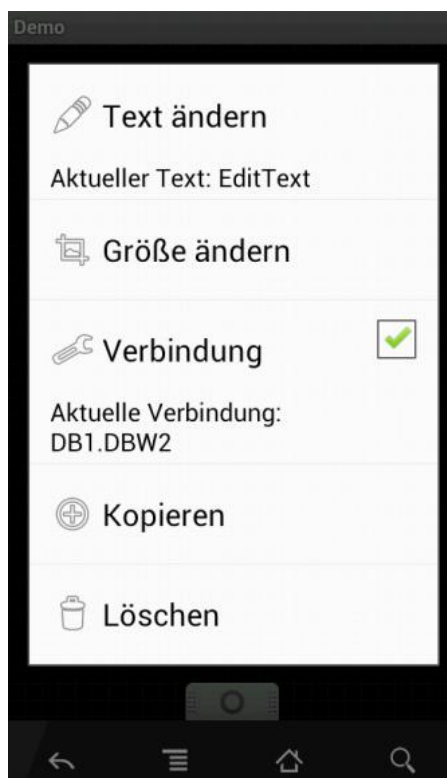 Demo
Text ändern
Aktueller Text: EditText
Größe ändern
Verbindung
Aktuelle Verbindung:
DB1.DBW2
Kopieren
Löschen